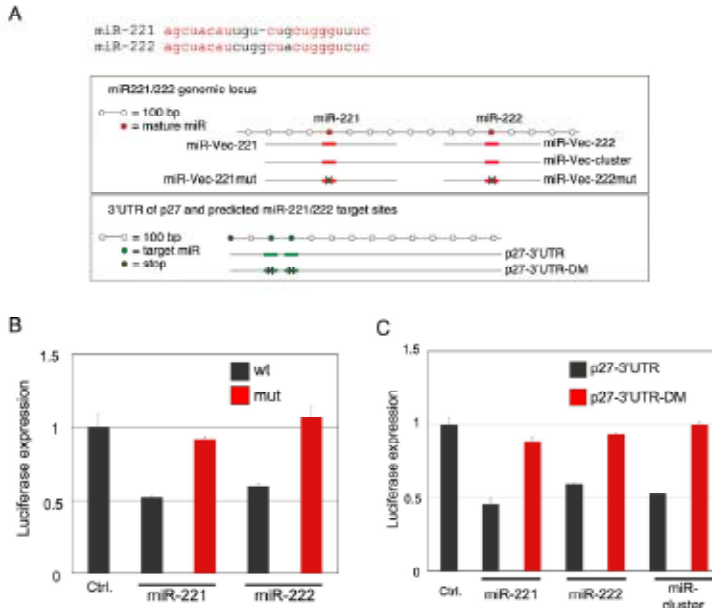 A
miR-221 agcuacauugu-cugcuggguuuc
miR-222 agcuacaucuggcuacugggucuc
miR221/222 genomic locus
= 100 bp
= mature miR
miR-221
miR-222
miR-Vec-221
miR-Vec-222
miR-Vec-cluster
miR-Vec-221mut
miR-Vec-222mut
3'UTR of p27 and predicted miR-221/222 target sites
= 100 bp
= target miR
= stop
p27-3'UTR
p27-3'UTR-DM
B
Luciferase expression
1.5
1
0.5
0
wt
mut
Ctrl.
miR-221
miR-222
C
Luciferase expression
1.5
1
0.5
0
p27-3'UTR
p27-3'UTR-DM
Ctrl.
miR-221
miR-222
miR-
cluster